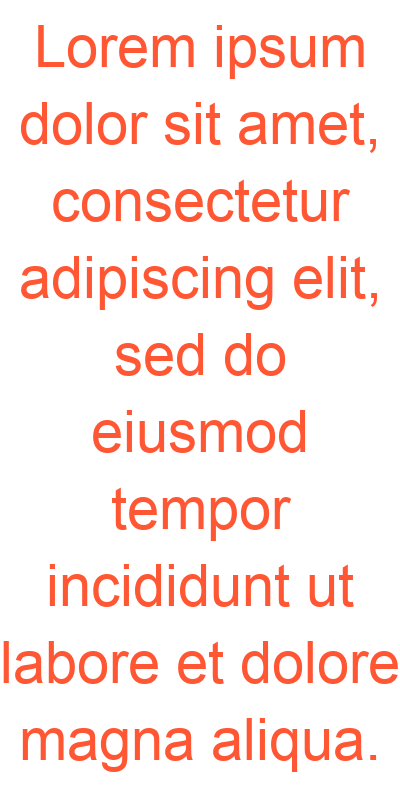 Lorem ipsum
dolor sit amet,
consectetur
adipiscing elit,
sed do
eiusmod
tempor
incididunt ut
labore et dolore
magna aliqua.